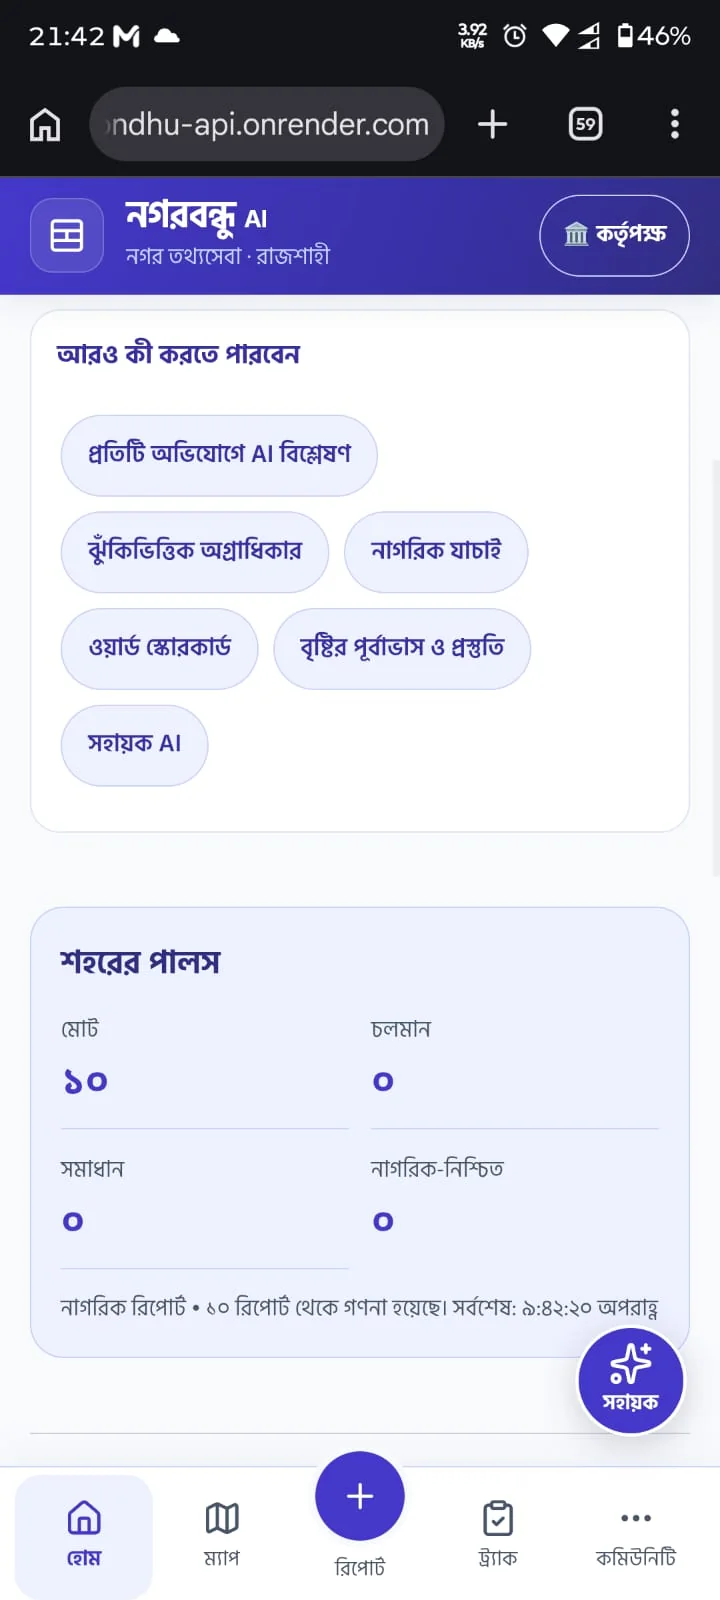 21:42
3.92
KB/s
46%
ndhu-api.onrender.com
59
নগরবন্ধু AI
নগর তথ্যসেবা · রাজশাহী
কর্তৃপক্ষ
আরও কী করতে পারবেন
প্রতিটি অভিযোগে AI বিশ্লেষণ
ঝুঁকিভিত্তিক অগ্রাধিকার
নাগরিক যাচাই
ওয়ার্ড স্কোরকার্ড
বৃষ্টির পূর্বাভাস ও প্রস্তুতি
সহায়ক AI
শহরের পালস
মোট
চলমান
১০
০
সমাধান
নাগরিক-নিশ্চিত
০
০
নাগরিক রিপোর্ট • ১০ রিপোর্ট থেকে গণনা হয়েছে। সর্বশেষ: ৯:৪২:২০ অপরাহ্ণ
সহায়ক
হোম
ম্যাপ
রিপোর্ট
ট্র্যাক
কমিউনিটি